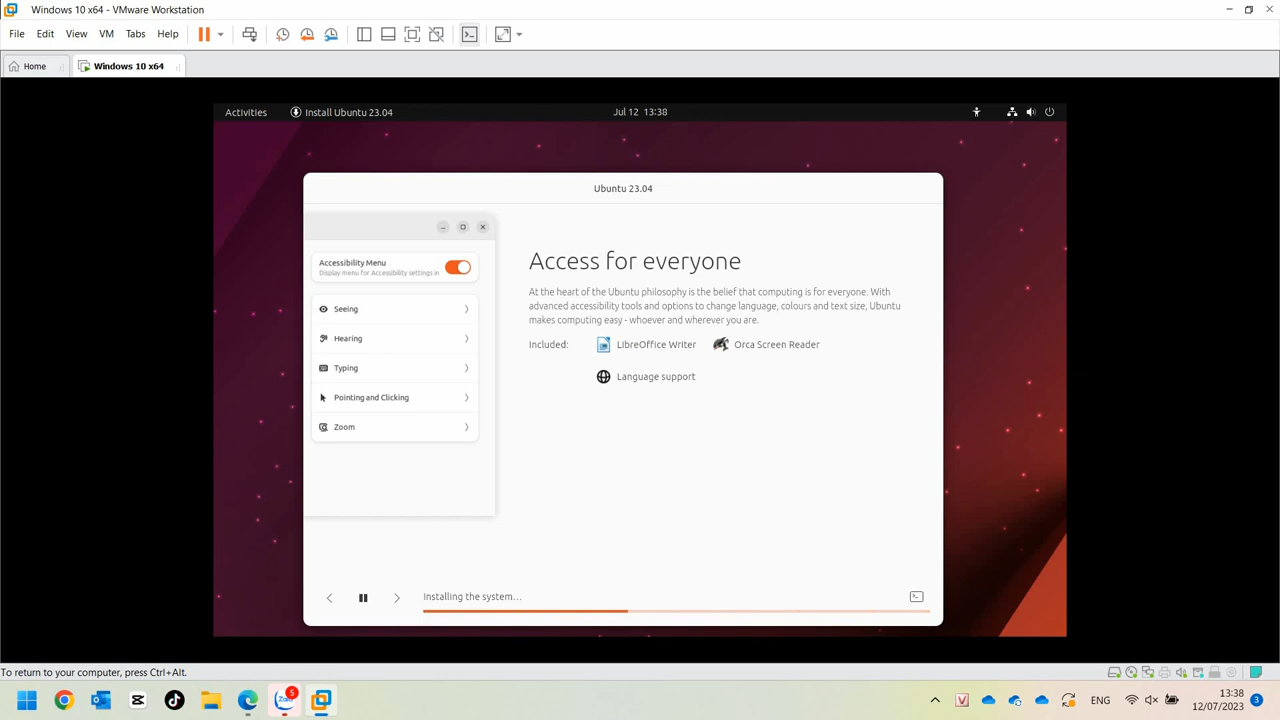 Windows 10 x64 - VMware Workstation
File Edit View VM Tabs Help
Home Windows 10 x64
Activities Install Ubuntu 23.04 Jul 12 13:38
Ubuntu 23.04
Accessibility Menu
Display menu for Accessibility settings in
Seeing
Hearing
Typing
Pointing and Clicking
Zoom
Access for everyone
At the heart of the Ubuntu philosophy is the belief that computing is for everyone. With
advanced accessibility tools and options to change language, colours and text size, Ubuntu
makes computing easy - whoever and wherever you are.
Included: LibreOffice Writer Orca Screen Reader
Language support
Installing the system...
To return to your computer, press Ctrl+Alt.
5
V ENG 13:38
12/07/2023 3